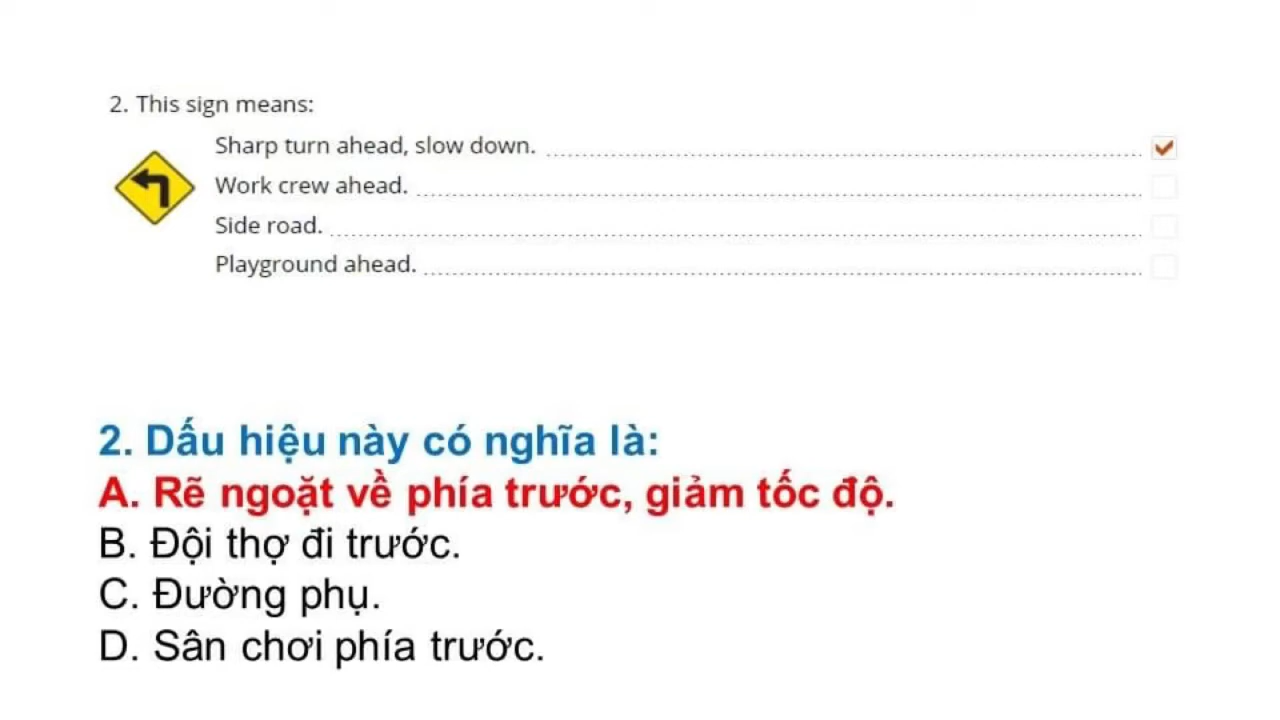 2. This sign means:
Sharp turn ahead, slow down.
Work crew ahead.
Side road.
Playground ahead.
2. Dấu hiệu này có nghĩa là:
A. Rẽ ngoặt về phía trước, giảm tốc độ.
B. Đội thợ đi trước.
C. Đường phụ.
D. Sân chơi phía trước.